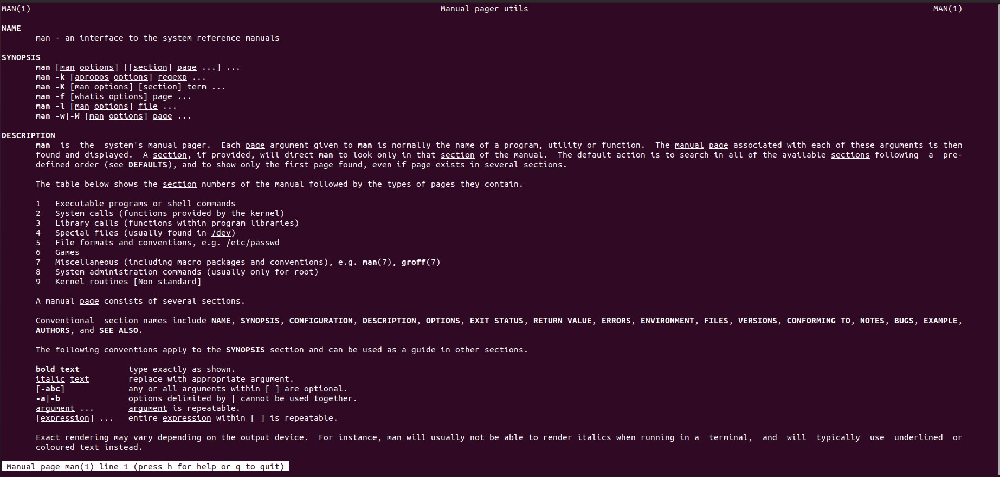 MAN(1) Manual pager utils MAN(1)
NAME
man - an interface to the system reference manuals
SYNOPSIS
man [man options] [[section] page ...] ...
man -k [apropos options] regexp ...
man -K [man options] [section] term ...
man -f [whatis options] page ...
man -l [man options] file ...
man -w|-W [man options] page ...
DESCRIPTION
man is the system's manual pager. Each page argument given to man is normally the name of a program, utility or function. The manual page associated with each of these arguments is then
found and displayed. A section, if provided, will direct man to look only in that section of the manual. The default action is to search in all of the available sections following a pre-
defined order (see DEFAULTS), and to show only the first page found, even if page exists in several sections.
The table below shows the section numbers of the manual followed by the types of pages they contain.
1 Executable programs or shell commands
2 System calls (functions provided by the kernel)
3 Library calls (functions within program libraries)
4 Special files (usually found in /dev)
5 File formats and conventions, e.g. /etc/passwd
6 Games
7 Miscellaneous (including macro packages and conventions), e.g. man(7), groff(7)
8 System administration commands (usually only for root)
9 Kernel routines [Non standard]
A manual page consists of several sections.
Conventional section names include NAME, SYNOPSIS, CONFIGURATION, DESCRIPTION, OPTIONS, EXIT STATUS, RETURN VALUE, ERRORS, ENVIRONMENT, FILES, VERSIONS, CONFORMING TO, NOTES, BUGS, EXAMPLE,
AUTHORS, and SEE ALSO.
The following conventions apply to the SYNOPSIS section and can be used as a guide in other sections.
bold text type exactly as shown.
italic text replace with appropriate argument.
[-abc] any or all arguments within [ ] are optional.
-a|-b options delimited by | cannot be used together.
argument ... argument is repeatable.
[expression] ... entire expression within [ ] is repeatable.
Exact rendering may vary depending on the output device. For instance, man will usually not be able to render italics when running in a terminal, and will typically use underlined or
coloured text instead.
Manual page man(1) line 1 (press h for help or q to quit)